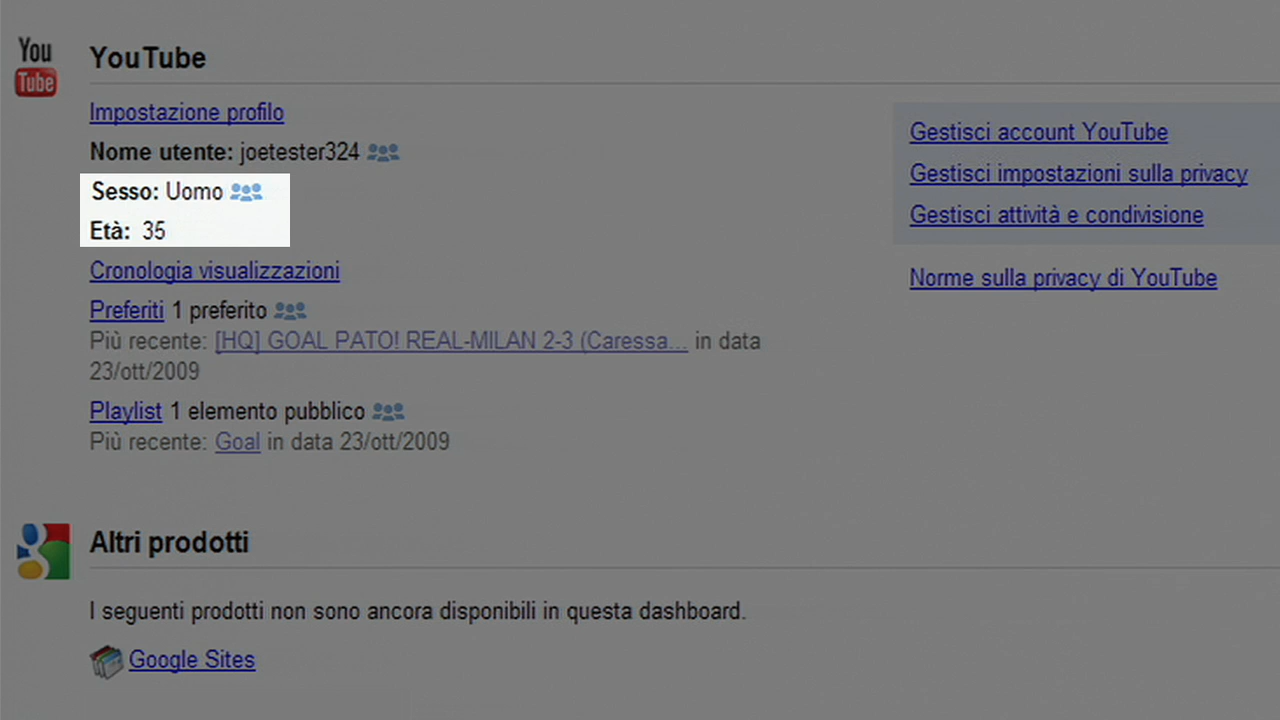 You
Tube
YouTube
Impostazione profilo
Nome utente: joetester324
Sesso: Uomo
Età: 35
Cronologia visualizzazioni
Preferiti 1 preferito
Più recente: [HQ] GOAL PATO! REAL-MILAN 2-3 (Caressa... in data
23/ott/2009
Playlist 1 elemento pubblico
Più recente: Goal in data 23/ott/2009
Gestisci account YouTube
Gestisci impostazioni sulla privacy
Gestisci attività e condivisione
Norme sulla privacy di YouTube
Altri prodotti
I seguenti prodotti non sono ancora disponibili in questa dashboard.
Google Sites